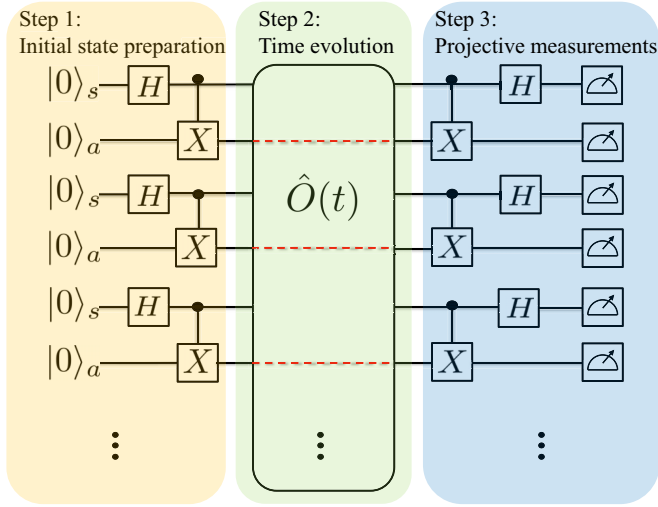 Step 1:
Initial state preparation
Step 2:
Time evolution
Step 3:
Projective measurements
|0⟩ₛ H H
|0⟩ₐ X X
Ô(t)
|0⟩ₛ H H
|0⟩ₐ X X
|0⟩ₛ H H
|0⟩ₐ X X